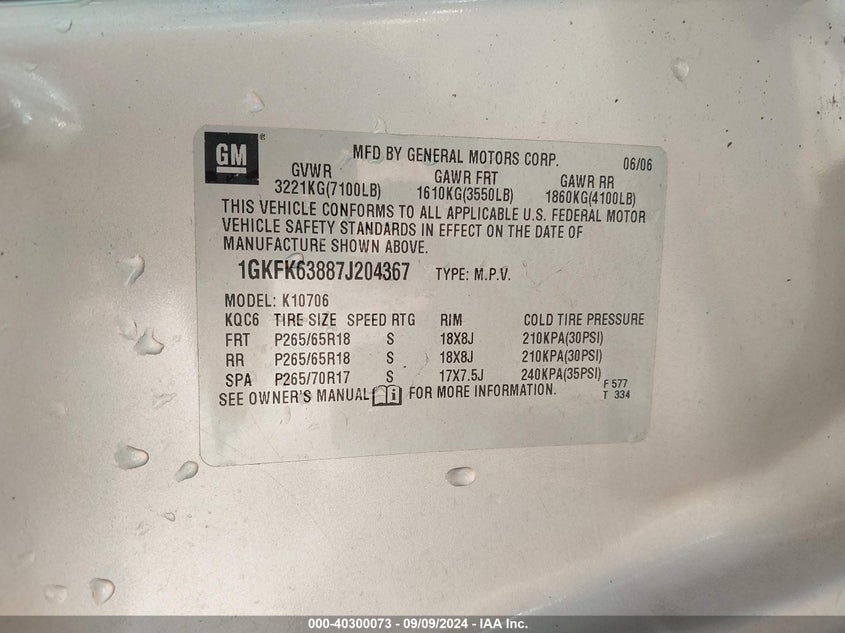 GM ®
MFD BY GENERAL MOTORS CORP. 06/06
GVWR GAWR FRT GAWR RR
3221KG(7100LB) 1610KG(3550LB) 1860KG(4100LB)
THIS VEHICLE CONFORMS TO ALL APPLICABLE U.S. FEDERAL MOTOR
VEHICLE SAFETY STANDARDS IN EFFECT ON THE DATE OF
MANUFACTURE SHOWN ABOVE.
1GKFK63887J204367 TYPE: M.P.V.
MODEL: K10706
KQC6 TIRE SIZE SPEED RTG RIM COLD TIRE PRESSURE
FRT P265/65R18 S 18X8J 210KPA(30PSI)
RR P265/65R18 S 18X8J 210KPA(30PSI)
SPA P265/70R17 S 17X7.5J 240KPA(35PSI)
F 577
SEE OWNER'S MANUAL i FOR MORE INFORMATION. T 334
000-40300073 - 09/09/2024 - IAA Inc.